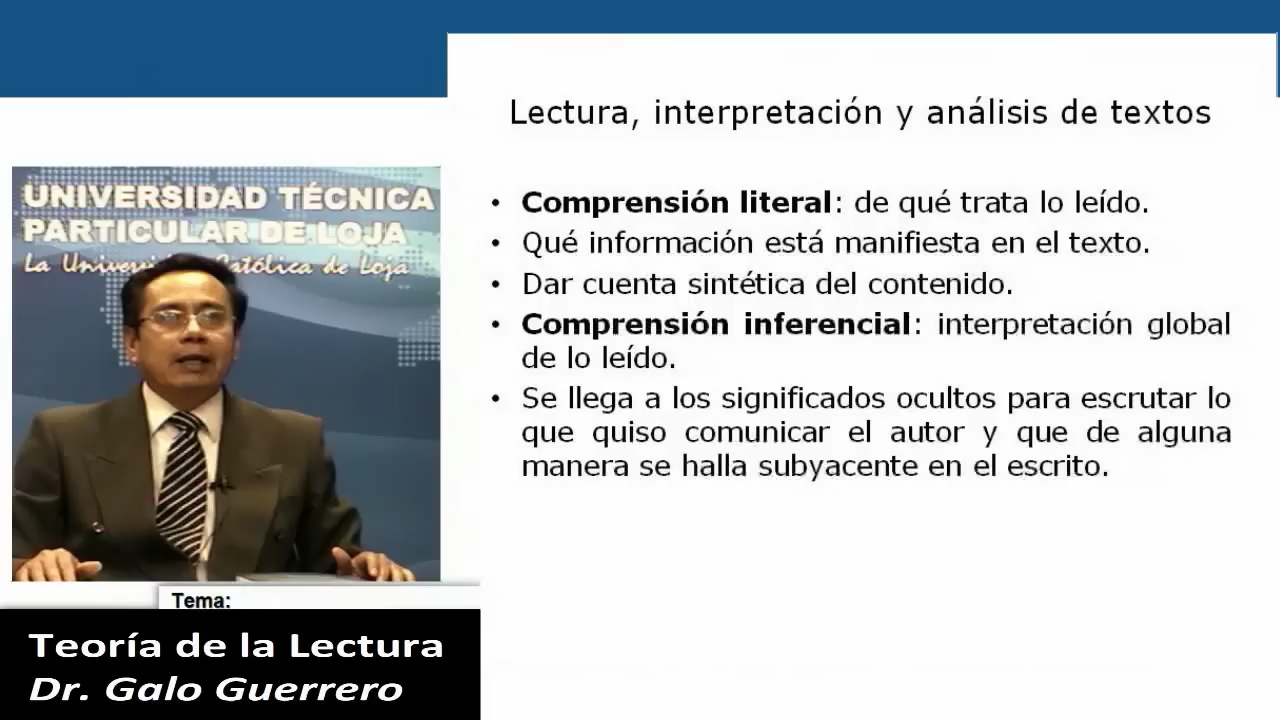 Lectura, interpretación y análisis de textos
UNIVERSIDAD TÉCNICA
PARTICULAR DE LOJA
La Universidad Católica de Loja
• Comprensión literal: de qué trata lo leído.
• Qué información está manifiesta en el texto.
• Dar cuenta sintética del contenido.
• Comprensión inferencial: interpretación global
de lo leído.
• Se llega a los significados ocultos para escrutar lo
que quiso comunicar el autor y que de alguna
manera se halla subyacente en el escrito.
Tema:
Teoría de la Lectura
Dr. Galo Guerrero